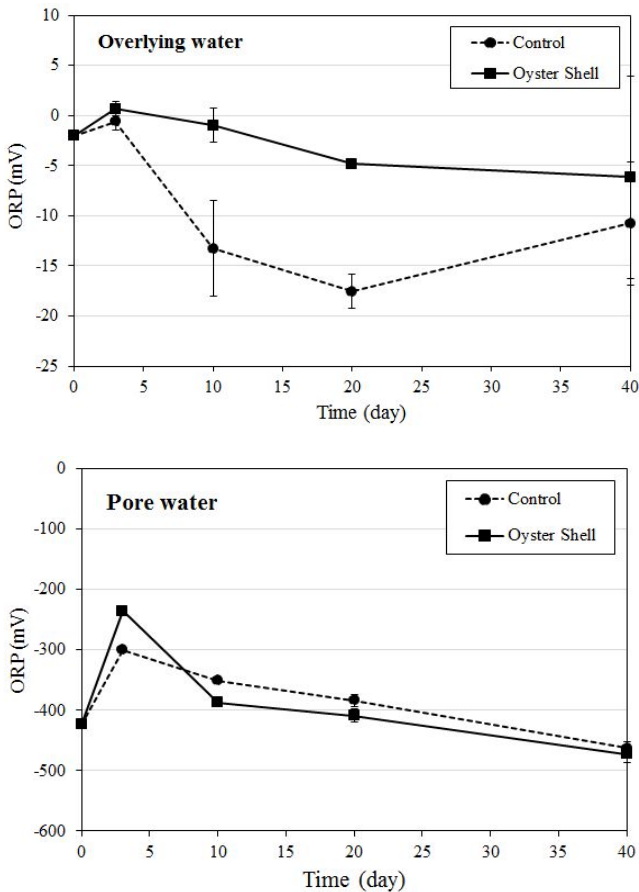 Overlying water
Control
Oyster Shell
10
5
0
-5
-10
-15
-20
-25
ORP (mV)
0 5 10 15 20 25 30 35 40
Time (day)
Pore water
Control
Oyster Shell
0
-100
-200
-300
-400
-500
-600
ORP (mV)
0 5 10 15 20 25 30 35 40
Time (day)